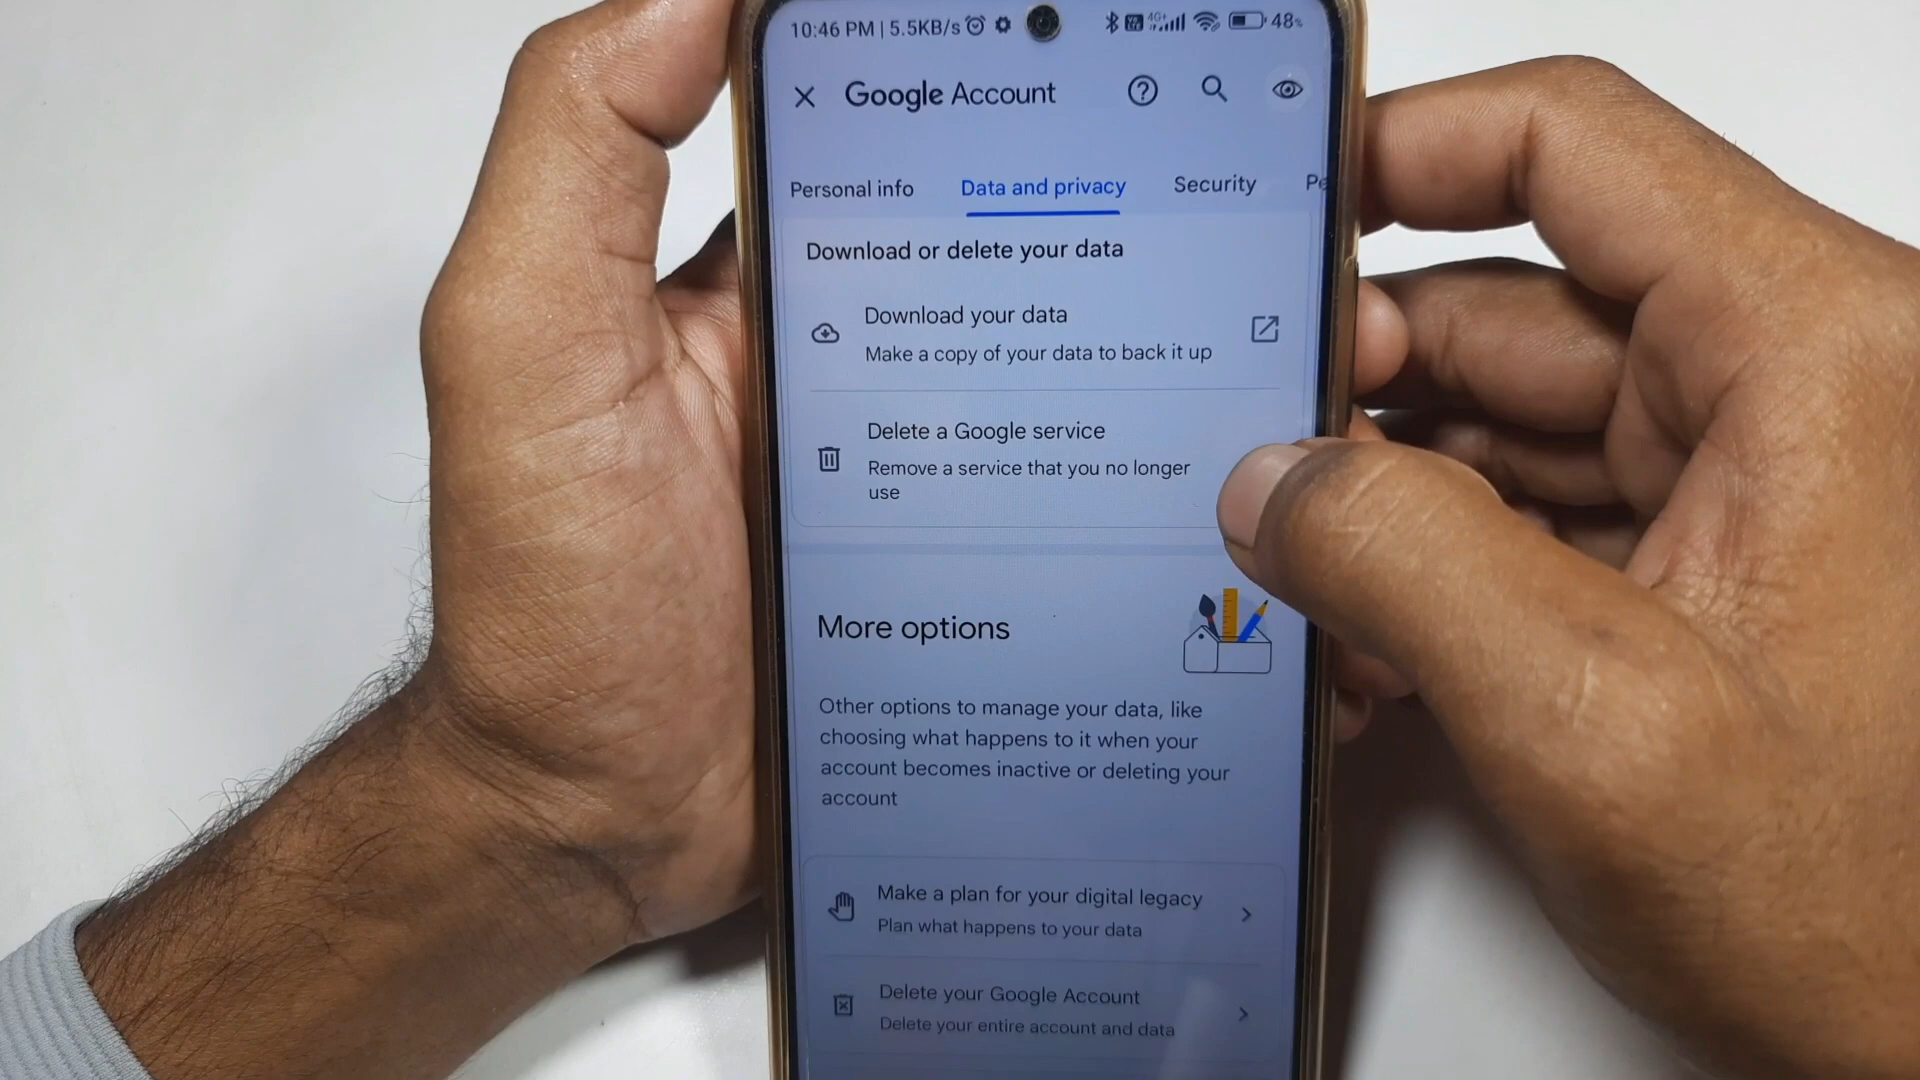 10:46 PM | 5.5KB/s 4G+ 48%
Google Account
Personal info Data and privacy Security
Download or delete your data
Download your data
Make a copy of your data to back it up
Delete a Google service
Remove a service that you no longer
use
More options
Other options to manage your data, like
choosing what happens to it when your
account becomes inactive or deleting your
account
Make a plan for your digital legacy
Plan what happens to your data
Delete your Google Account
Delete your entire account and data